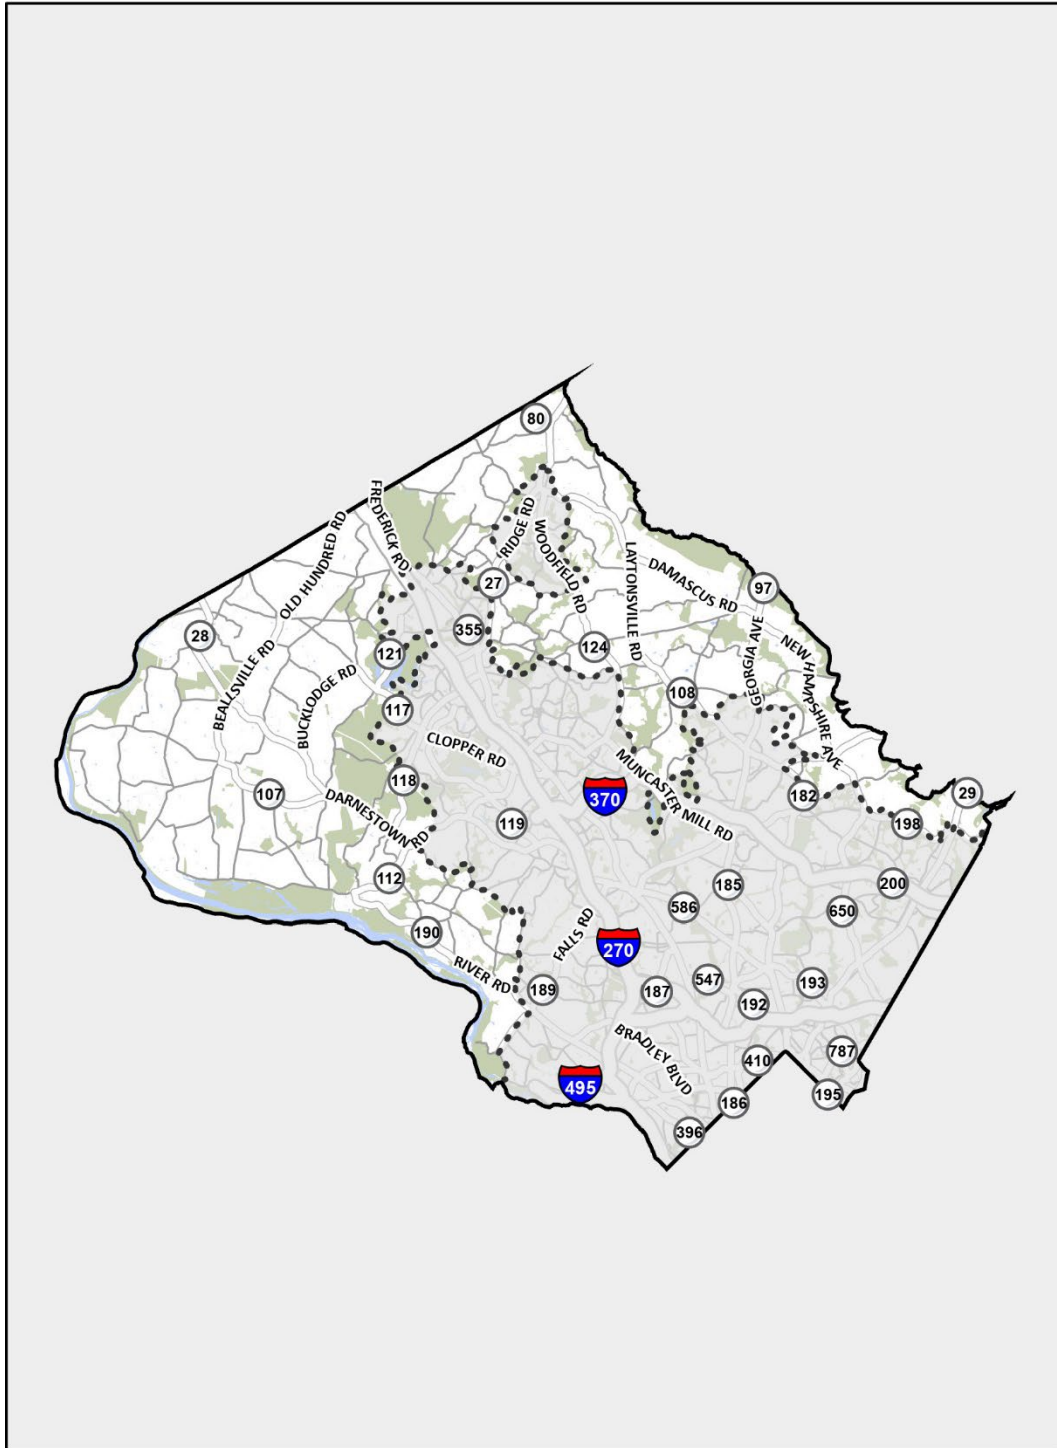 80
FREDERICK RD
RIDGE RD
WOODFIELD RD
OLD HUNDRED RD
LAYTONSVILLE RD
DAMASCUS RD
27
97
28
355
121
124
GEORGIA AVE
NEW HAMPSHIRE AVE
BEALLSVILLE RD
BUCKLODGE RD
108
117
CLOPPER RD
118
MUNCASTER MILL RD
107
DARNESTOWN RD
370
182
29
119
198
112
185
200
586
650
190
FALLS RD
270
RIVER RD
189
187
547
193
192
BRADLEY BLVD
410
787
495
186
195
396